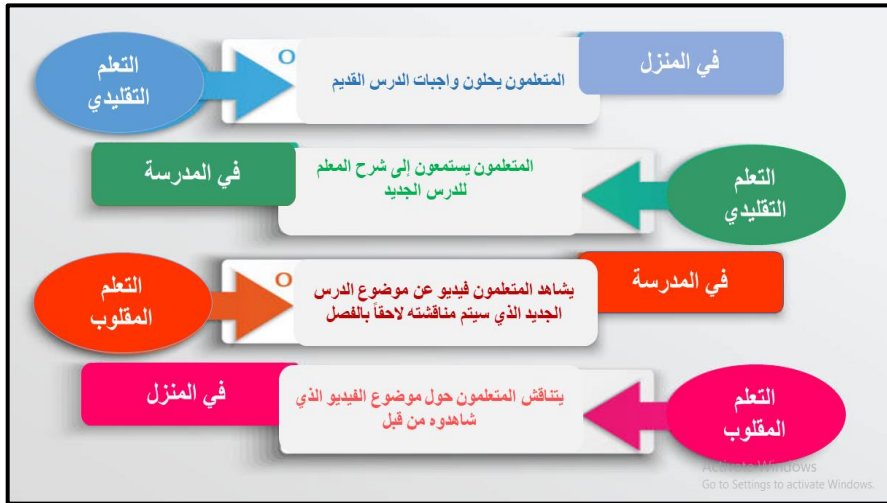 في المنزل
المتعلمون يحلون واجبات الدرس القديم
O
التعلم
التقليدي
التعلم
التقليدي
المتعلمون يستمعون إلى شرح المعلم
للدرس الجديد
في المدرسة
في المدرسة
يشاهد المتعلمون فيديو عن موضوع الدرس
الجديد الذي سيتم مناقشته لاحقاً بالفصل
O
التعلم
المقلوب
التعلم
المقلوب
يتناقش المتعلمون حول موضوع الفيديو الذي
شاهدوه من قبل
في المنزل
Activate Windows
Go to Settings to activate Windows.